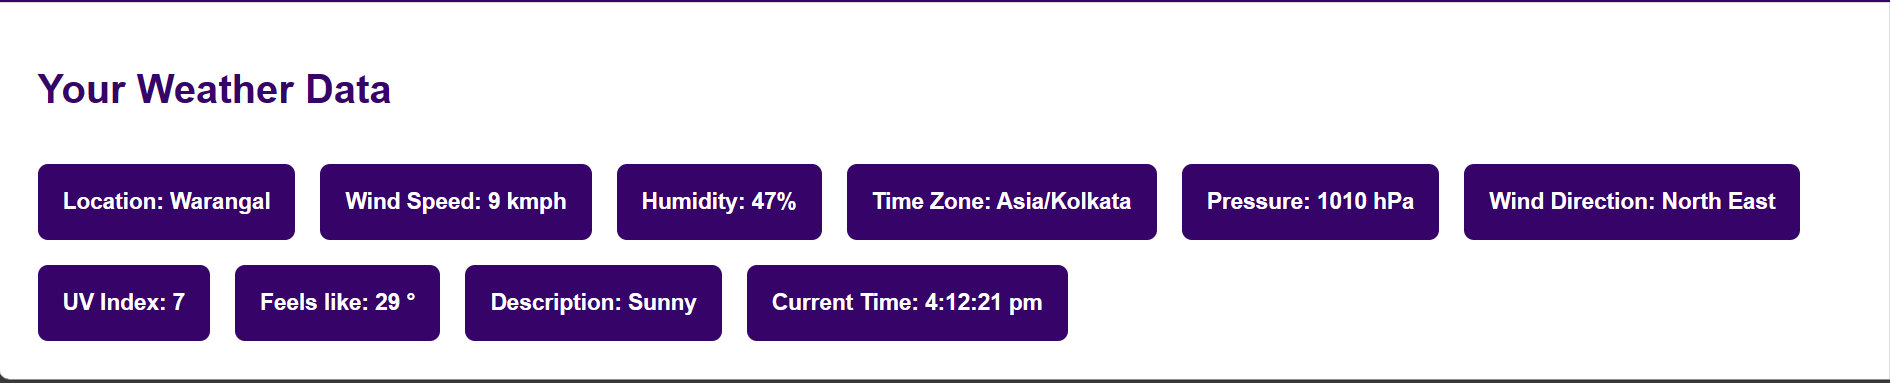 Your Weather Data
Location: Warangal
Wind Speed: 9 kmph
Humidity: 47%
Time Zone: Asia/Kolkata
Pressure: 1010 hPa
Wind Direction: North East
UV Index: 7
Feels like: 29 °
Description: Sunny
Current Time: 4:12:21 pm